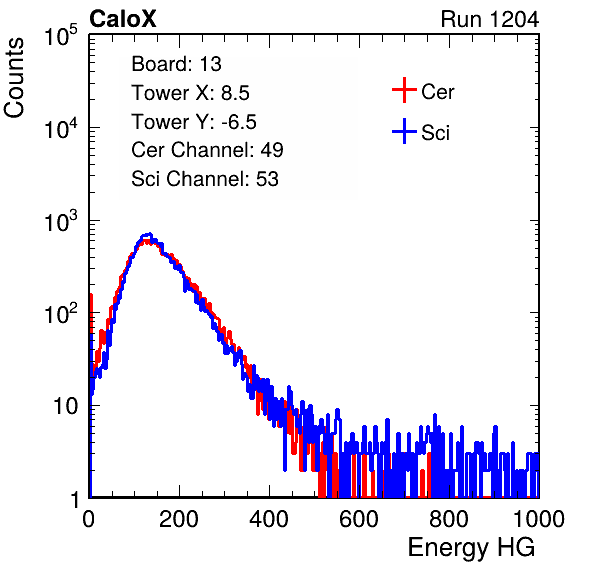 CaloX Run 1204
Counts
Board: 13
Tower X: 8.5
Tower Y: -6.5
Cer Channel: 49
Sci Channel: 53
Cer
Sci
10^5
10^4
10^3
10^2
10
1
0 200 400 600 800 1000
Energy HG